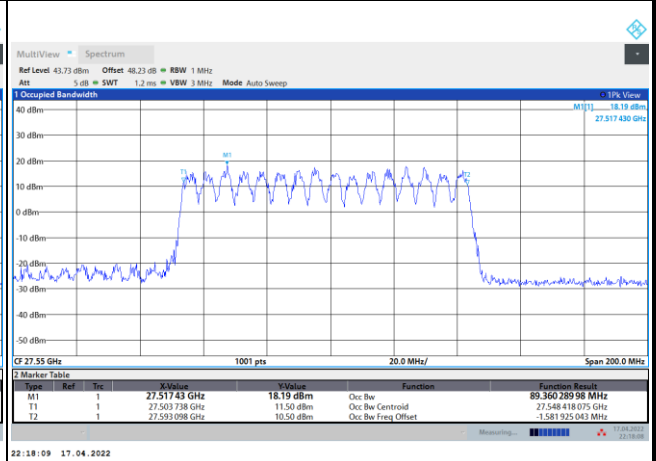 MultiView Spectrum
Ref Level 43.73 dBm Offset 48.23 dB RBW 1 MHz
Att 5 dB SWT 1.2 ms VBW 3 MHz Mode Auto Sweep
1 Occupied Bandwidth 1Pk View
M1[1] 18.19 dBm
27.517 430 GHz
40 dBm
30 dBm
20 dBm
M1
T1
T2
10 dBm
0 dBm
-10 dBm
-20 dBm
-30 dBm
-40 dBm
-50 dBm
CF 27.55 GHz 1001 pts 20.0 MHz/ Span 200.0 MHz
2 Marker Table
Type Ref Trc X-Value Y-Value Function Function Result
M1 1 27.517 43 GHz 18.19 dBm Occ Bw 89.360 289 98 MHz
T1 1 27.503 738 GHz 11.50 dBm Occ Bw Centroid 27.548 418 075 GHz
T2 1 27.593 098 GHz 10.50 dBm Occ Bw Freq Offset -1.581 925 043 MHz
Measuring... 17.04.2022
22:18:08
22:18:09 17.04.2022